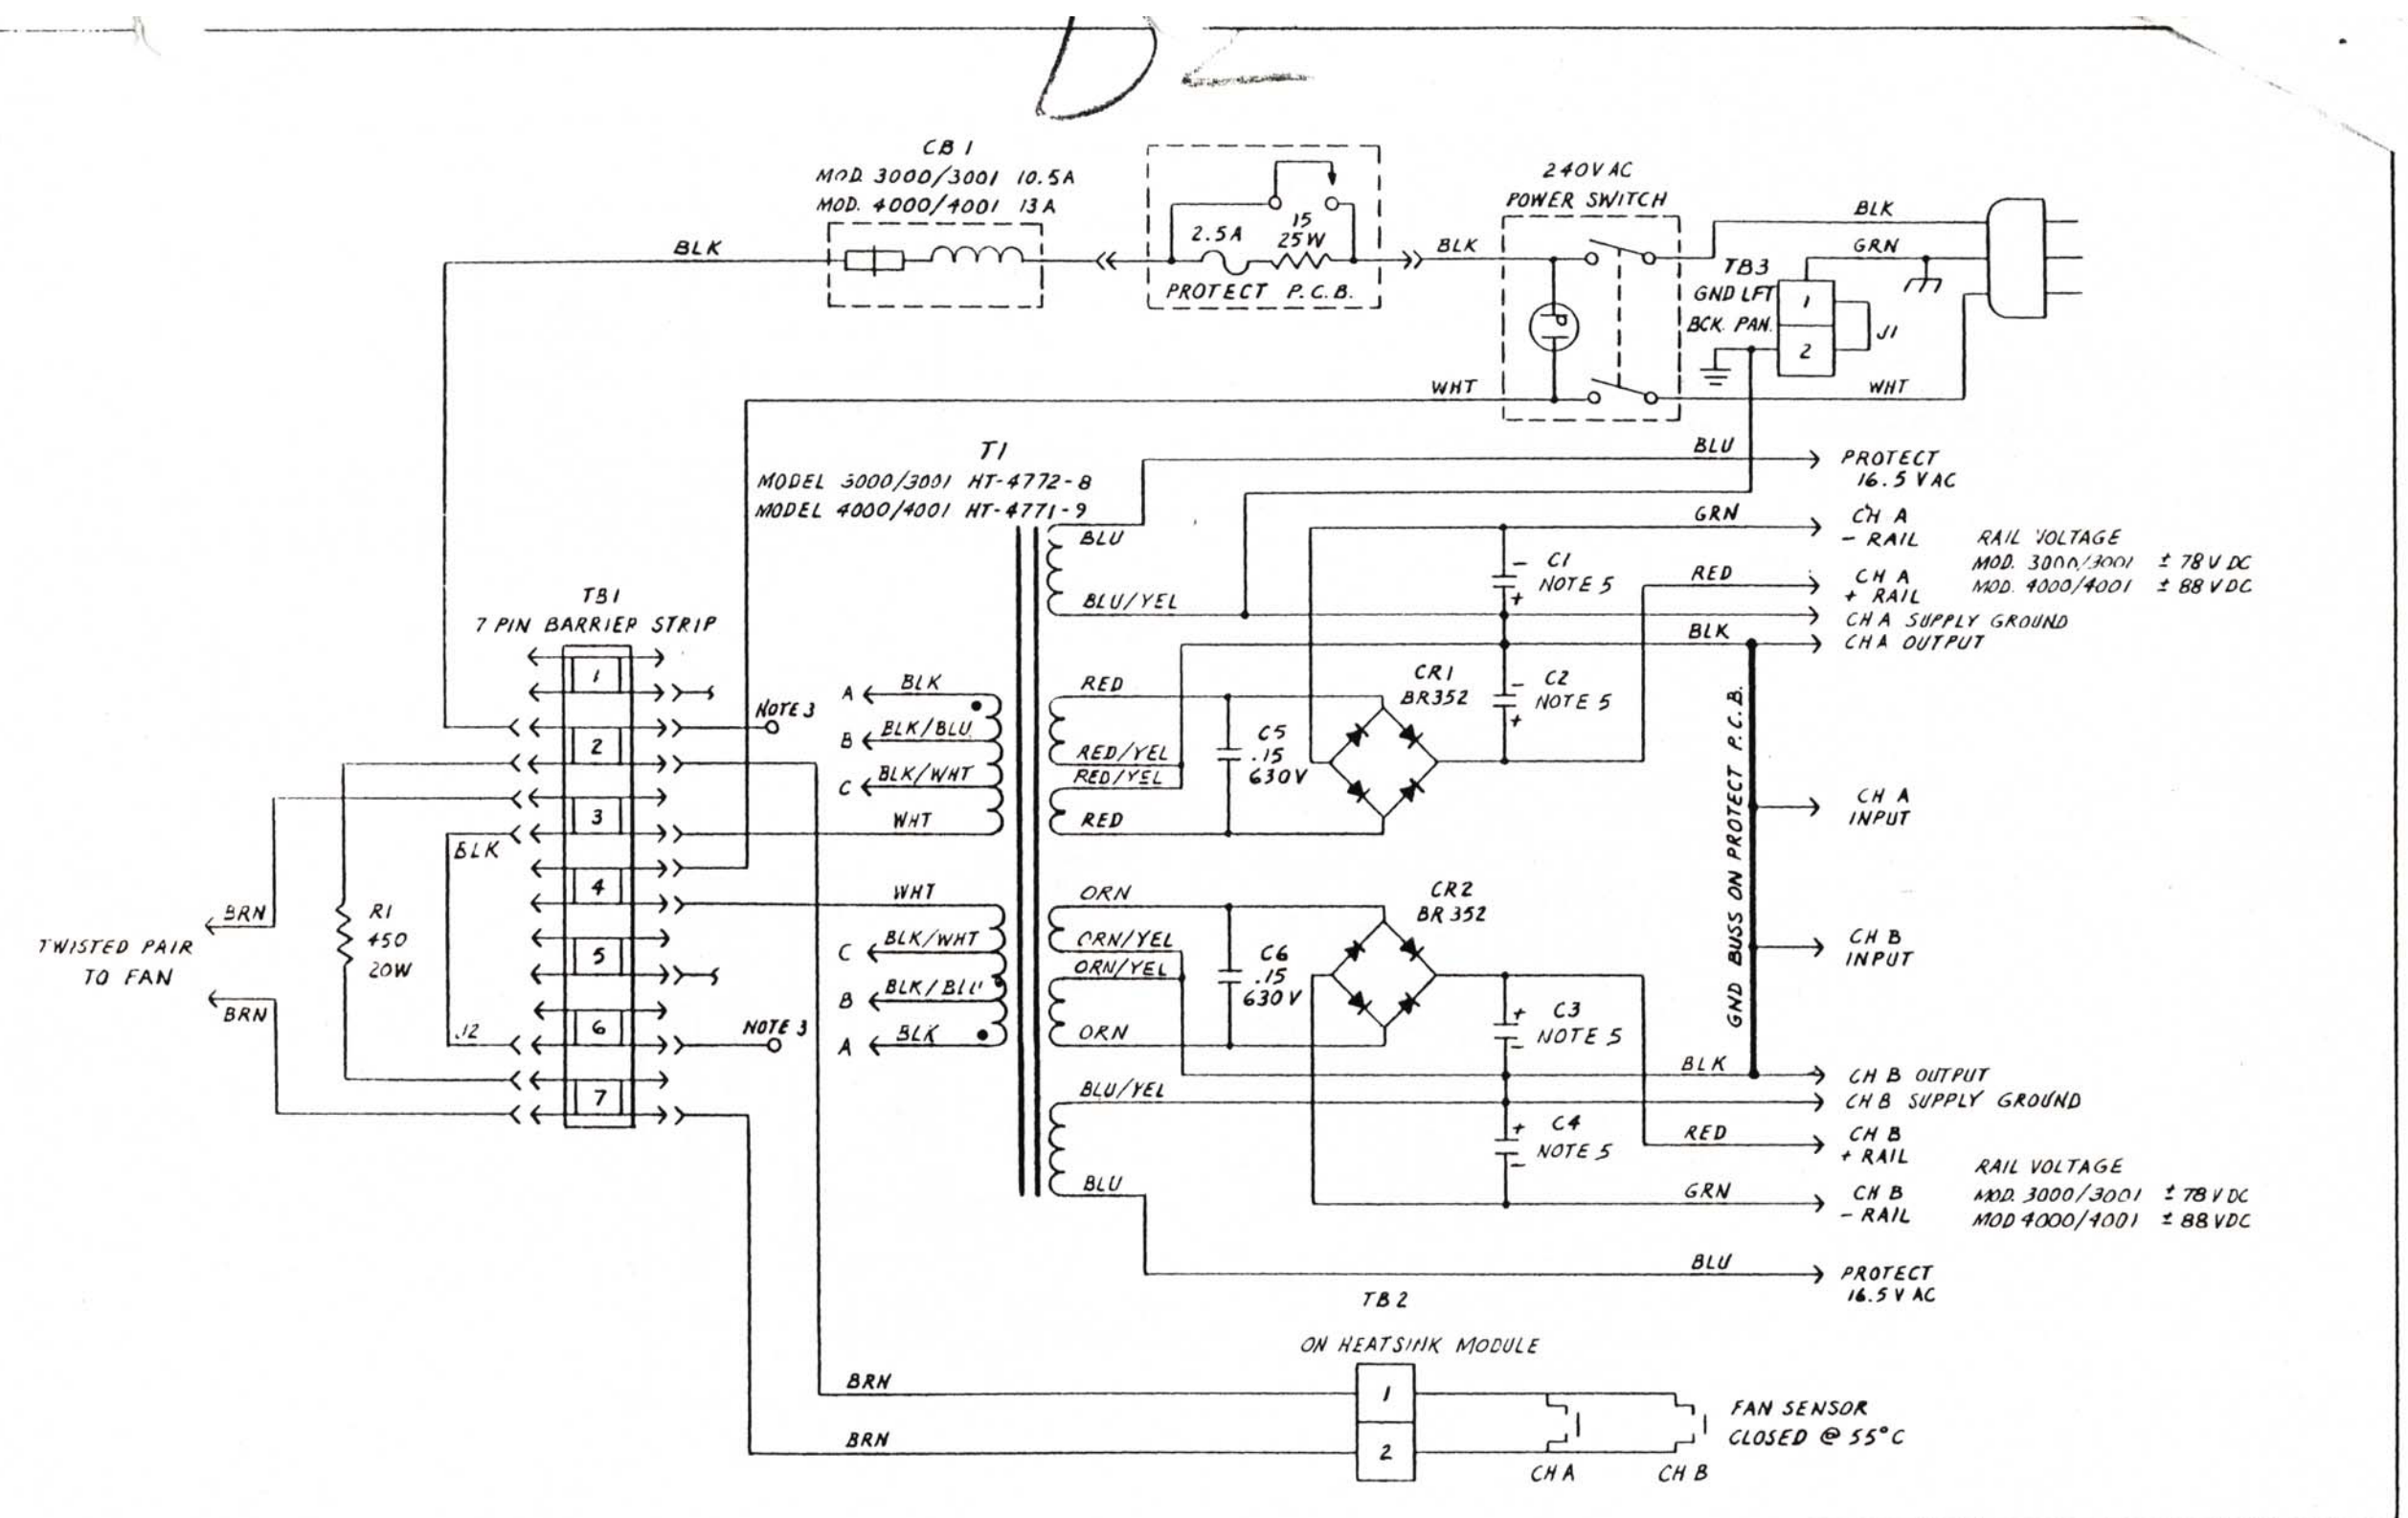 D2
CB 1
MOD. 3000/3001 10.5A
MOD. 4000/4001 13A
BLK
2.5A
15
25W
PROTECT P.C.B.
BLK
240VAC
POWER SWITCH
BLK
GRN
TB3
GND LFT
BCK. PAN.
1
2
J1
WHT
WHT
T1
MODEL 3000/3001 HT-4772-8
MODEL 4000/4001 HT-4771-9
BLU
PROTECT
16.5 VAC
GRN
CH A
- RAIL
RED
CH A
+ RAIL
RAIL VOLTAGE
MOD. 3000/3001 ± 78 V DC
MOD. 4000/4001 ± 88 V DC
CH A SUPPLY GROUND
BLK
CH A OUTPUT
BLU
BLU/YEL
- C1
NOTE 5
+
- C2
NOTE 5
+
TB1
7 PIN BARRIER STRIP
1
2
3
4
5
6
7
NOTE 3
BLK
J2
NOTE 3
BRN
TWISTED PAIR
TO FAN
BRN
R1
450
20W
A
BLK
B
BLK/BLU
C
BLK/WHT
WHT
WHT
C
BLK/WHT
B
BLK/BLU
A
BLK
RED
RED/YEL
RED/YEL
RED
C5
.15
630V
CR1
BR352
GND BUSS ON PROTECT P.C.B.
CH A
INPUT
CH B
INPUT
ORN
ORN/YEL
ORN/YEL
ORN
C6
.15
630V
CR2
BR352
+ C3
NOTE 5
-
BLK
CH B OUTPUT
BLU/YEL
CH B SUPPLY GROUND
+ C4
NOTE 5
-
RED
CH B
+ RAIL
GRN
CH B
- RAIL
RAIL VOLTAGE
MOD. 3000/3001 ± 78 V DC
MOD 4000/4001 ± 88 VDC
BLU
BLU
PROTECT
16.5 V AC
TB2
ON HEATSINK MODULE
BRN
1
BRN
2
FAN SENSOR
CLOSED @ 55°C
CH A
CH B